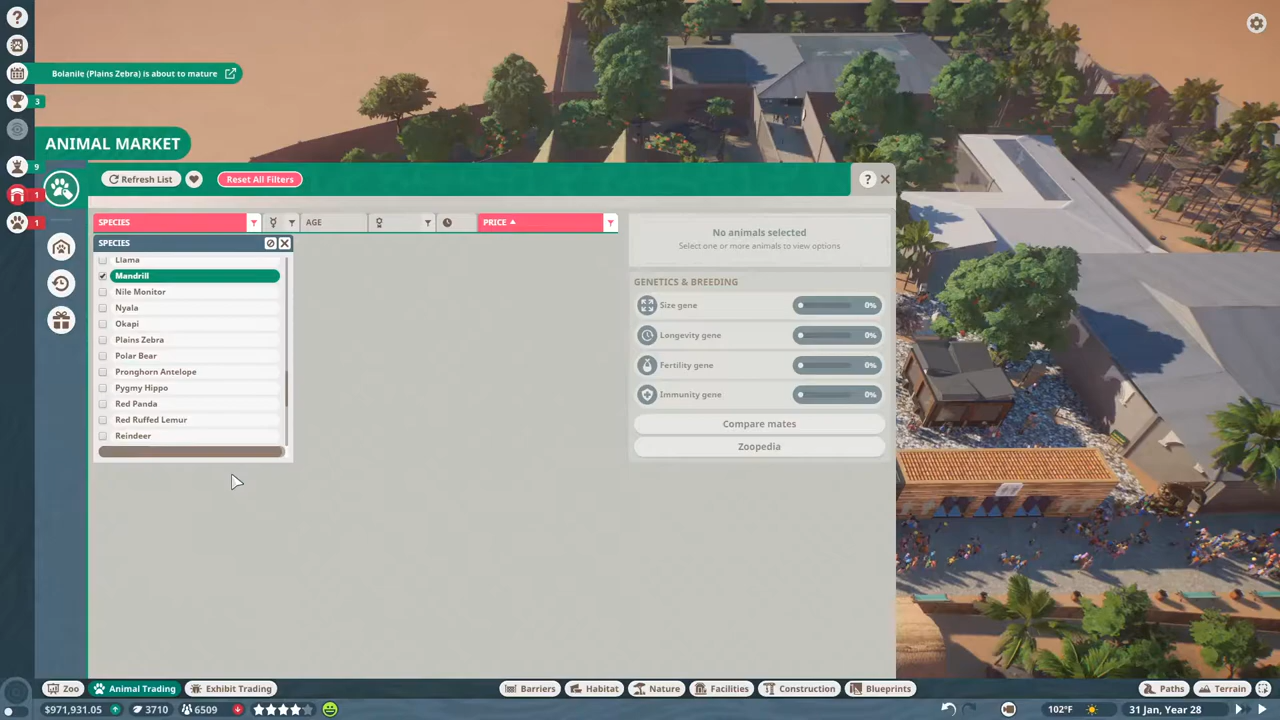 ?
Bolanile (Plains Zebra) is about to mature
3
ANIMAL MARKET
9
1
1
Refresh List
Reset All Filters
?
SPECIES
AGE
PRICE
SPECIES
Llama
Mandrill
Nile Monitor
Nyala
Okapi
Plains Zebra
Polar Bear
Pronghorn Antelope
Pygmy Hippo
Red Panda
Red Ruffed Lemur
Reindeer
No animals selected
Select one or more animals to view options
GENETICS & BREEDING
Size gene 0%
Longevity gene 0%
Fertility gene 0%
Immunity gene 0%
Compare mates
Zoopedia
Zoo
Animal Trading
Exhibit Trading
Barriers
Habitat
Nature
Facilities
Construction
Blueprints
Paths
Terrain
$971,931.05
3710
6509
102°F
31 Jan, Year 28